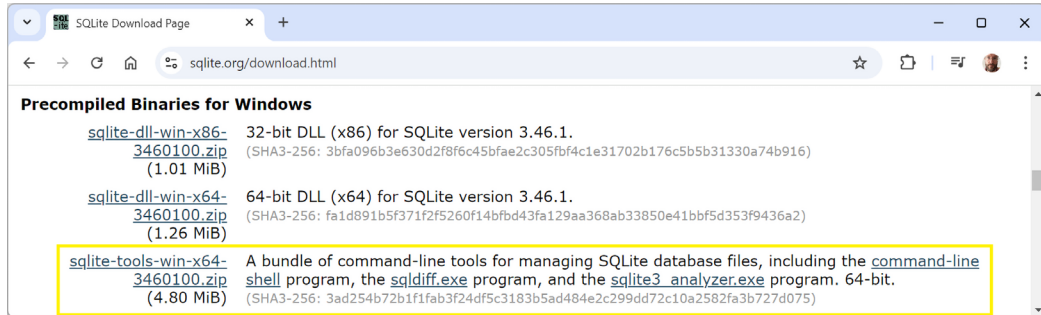 SQLite Download Page
sqlite.org/download.html
Precompiled Binaries for Windows
sqlite-dll-win-x86-
3460100.zip
(1.01 MiB)
32-bit DLL (x86) for SQLite version 3.46.1.
(SHA3-256: 3bfa096b3e630d2f8f6c45bfae2c305fbf4c1e31702b176c5b5b31330a74b916)
sqlite-dll-win-x64-
3460100.zip
(1.26 MiB)
64-bit DLL (x64) for SQLite version 3.46.1.
(SHA3-256: fa1d891b5f371f2f5260f14bfbd43fa129aa368ab33850e41bbf5d353f9436a2)
sqlite-tools-win-x64-
3460100.zip
(4.80 MiB)
A bundle of command-line tools for managing SQLite database files, including the command-line
shell program, the sqldiff.exe program, and the sqlite3_analyzer.exe program. 64-bit.
(SHA3-256: 3ad254b72b1f1fab3f24df5c3183b5ad484e2c299dd72c10a2582fa3b727d075)